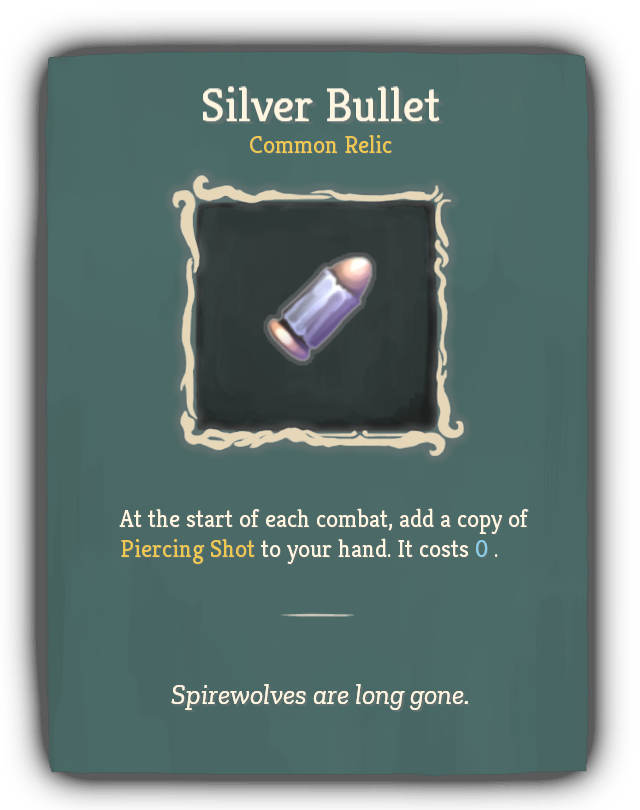 Silver Bullet
Common Relic
At the start of each combat, add a copy of
Piercing Shot to your hand. It costs 0 .
Spirewolves are long gone.